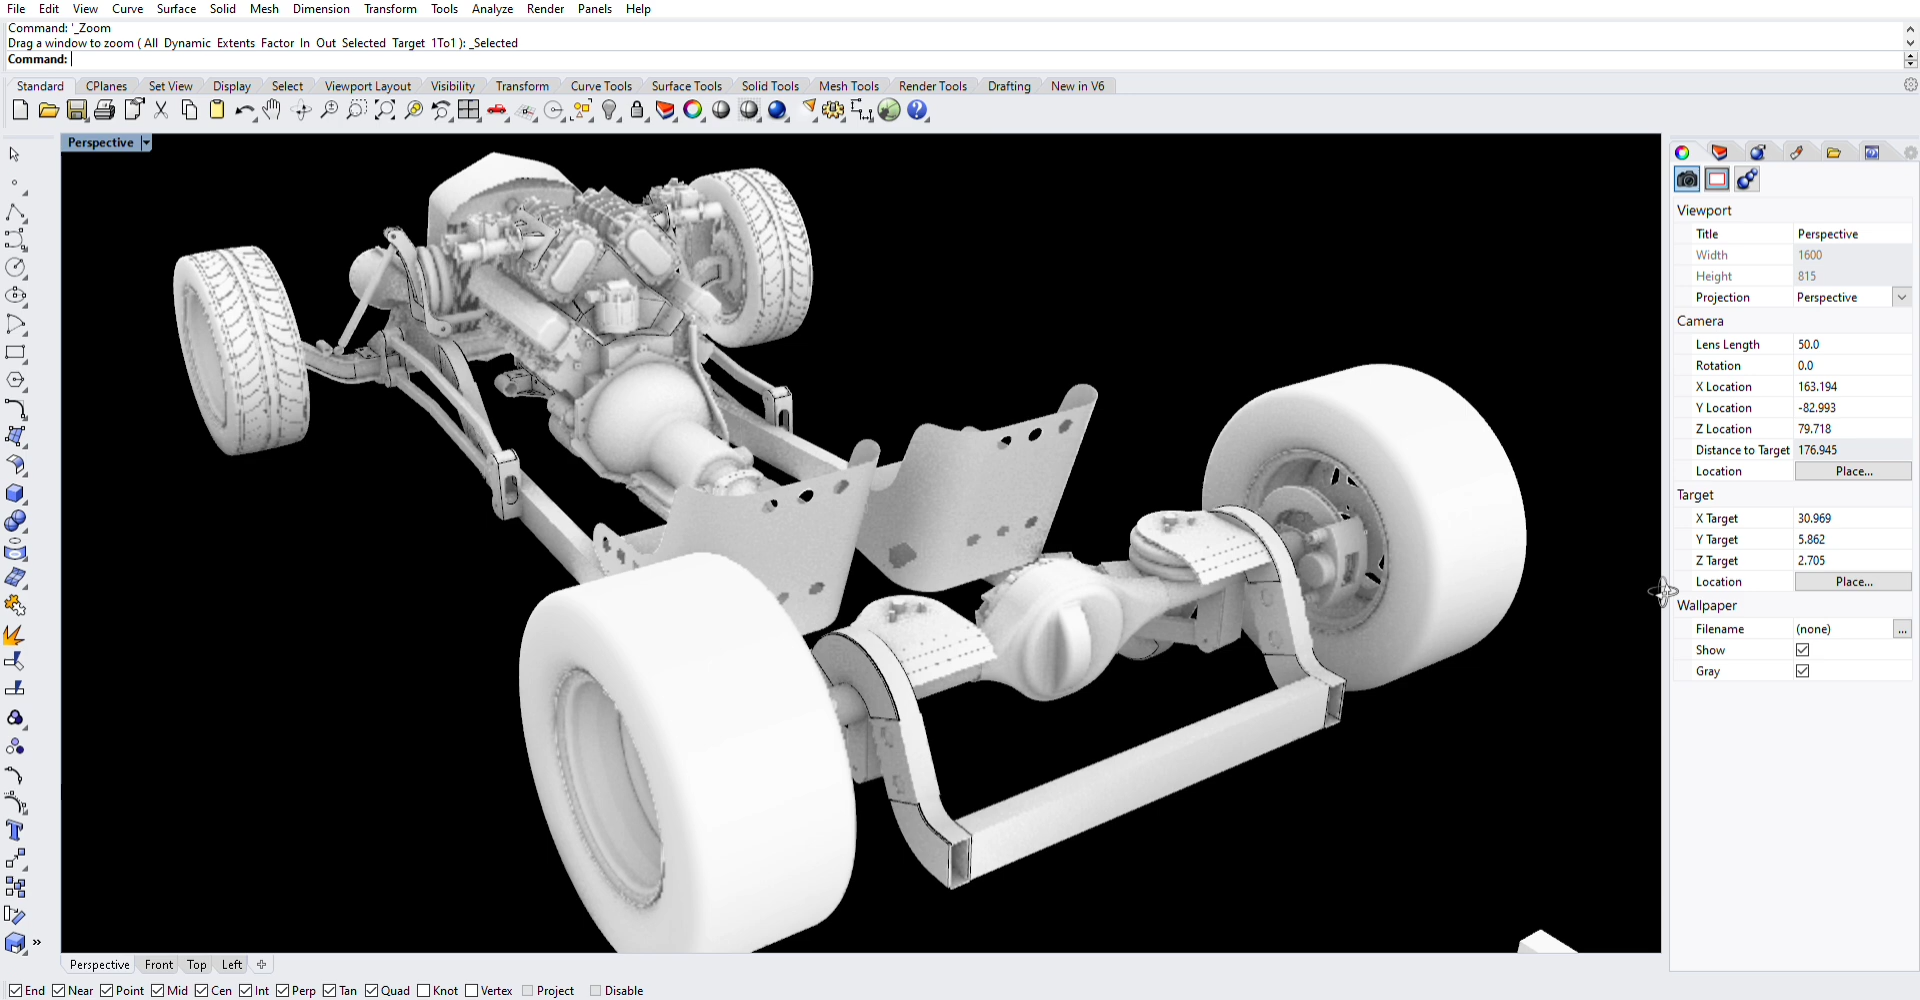 File Edit View Curve Surface Solid Mesh Dimension Transform Tools Analyze Render Panels Help
Command: '_Zoom
Drag a window to zoom ( All Dynamic Extents Factor In Out Selected Target 1To1 ): _Selected
Command:
Standard CPlanes Set View Display Select Viewport Layout Visibility Transform Curve Tools Surface Tools Solid Tools Mesh Tools Render Tools Drafting New in V6
Perspective
Viewport
Title Perspective
Width 1600
Height 815
Projection Perspective
Camera
Lens Length 50.0
Rotation 0.0
X Location 163.194
Y Location -82.993
Z Location 79.718
Distance to Target 176.945
Location Place...
Target
X Target 30.969
Y Target 5.862
Z Target 2.705
Location Place...
Wallpaper
Filename (none) ...
Show
Gray
Perspective Front Top Left
End Near Point Mid Cen Int Perp Tan Quad Knot Vertex Project Disable